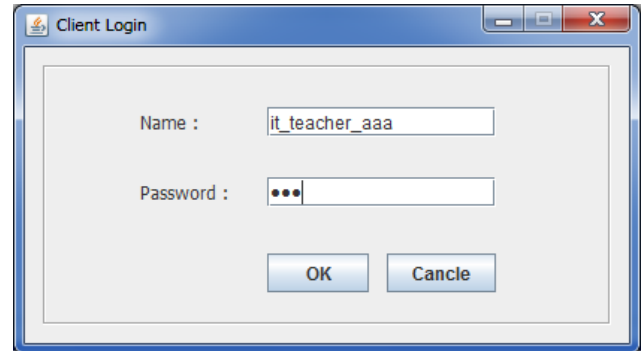 Client Login
Name :
it_teacher_aaa
Password :
●●●
OK
Cancle